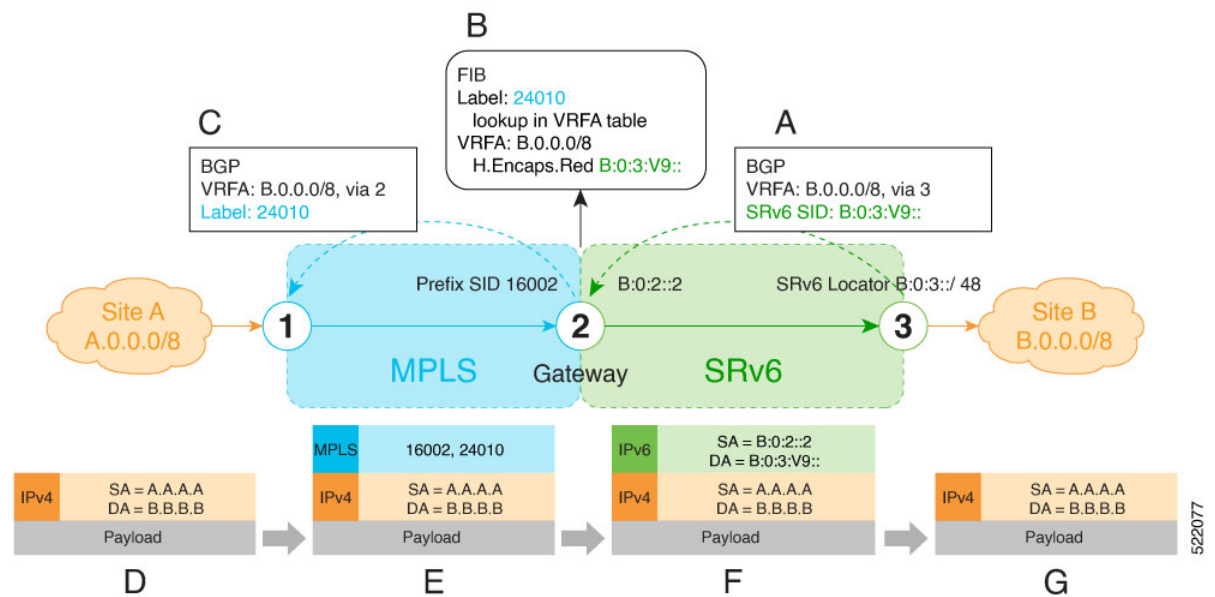 B
FIB
Label: 24010
lookup in VRFA table
VRFA: B.0.0.0/8
H.Encaps.Red B:0:3:V9::
C
BGP
VRFA: B.0.0.0/8, via 2
Label: 24010
A
BGP
VRFA: B.0.0.0/8, via 3
SRv6 SID: B:0:3:V9::
Prefix SID 16002
B:0:2::2
SRv6 Locator B:0:3::/ 48
Site A
A.0.0.0/8
1
2
3
Site B
B.0.0.0/8
MPLS
Gateway
SRv6
IPv4
SA = A.A.A.A
DA = B.B.B.B
Payload
D
MPLS
16002, 24010
IPv4
SA = A.A.A.A
DA = B.B.B.B
Payload
E
IPv6
SA = B:0:2::2
DA = B:0:3:V9::
IPv4
SA = A.A.A.A
DA = B.B.B.B
Payload
F
IPv4
SA = A.A.A.A
DA = B.B.B.B
Payload
G
522077